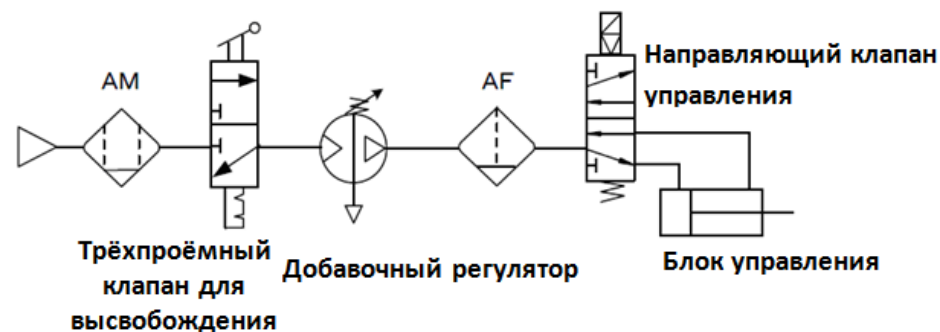 AM
AF
Направляющий клапан
управления
Трёхпроёмный
клапан для
высвобождения
Добавочный регулятор
Блок управления